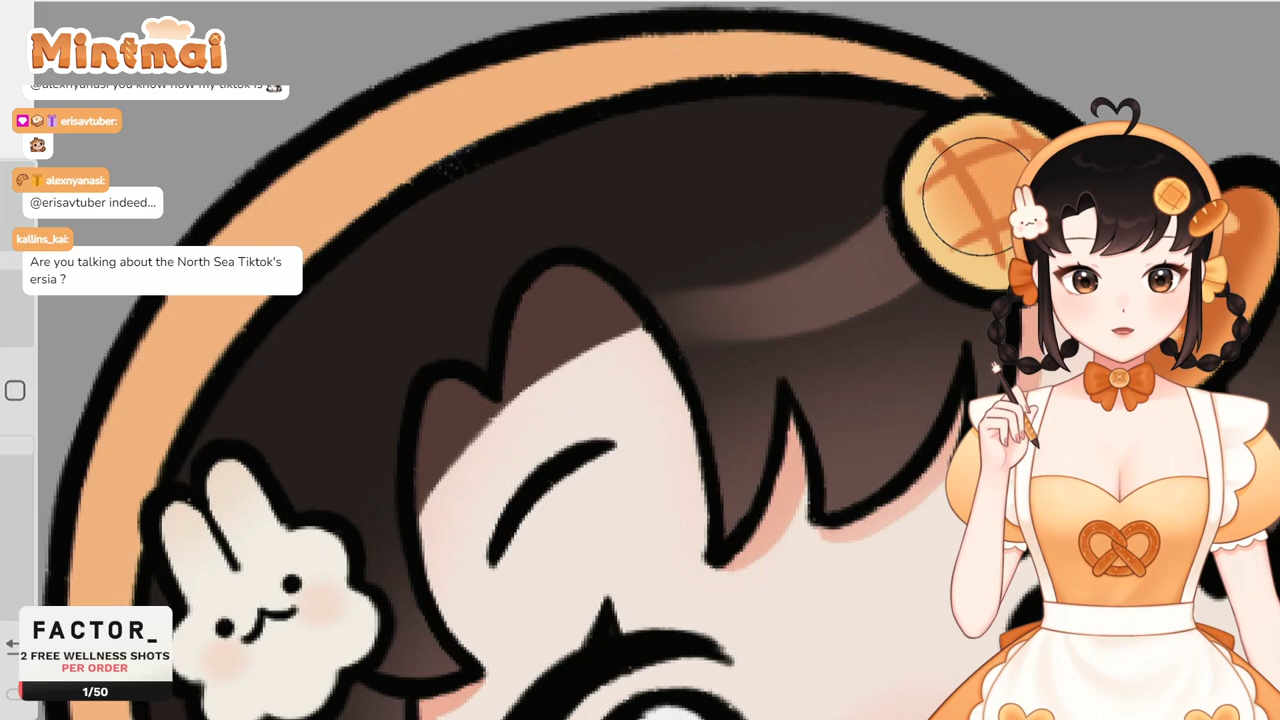 Mintmai
@alexnyanasi you know how my tiktok is
erisavtuber:
alexnyanasi:
@erisavtuber indeed...
kallins_kai:
Are you talking about the North Sea Tiktok's
ersia ?
FACTOR_
2 FREE WELLNESS SHOTS
PER ORDER
1/50